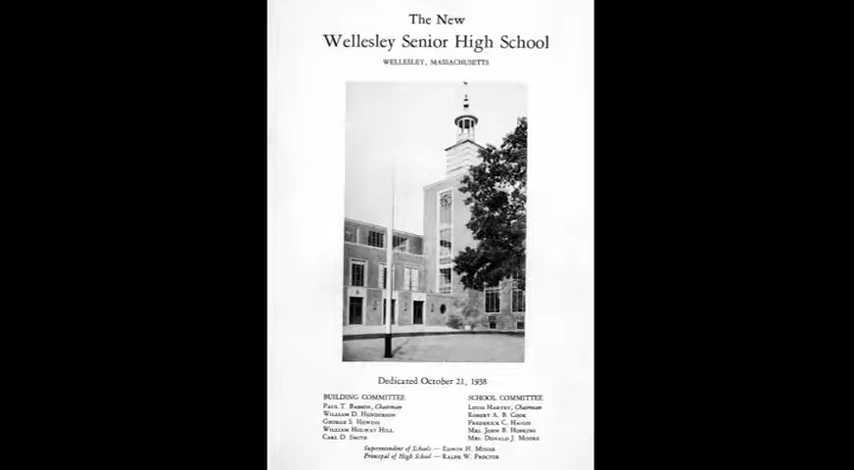 The New
Wellesley Senior High School
WELLESLEY, MASSACHUSETTS
Dedicated October 21, 1938
BUILDING COMMITTEE
PAUL T. BABSON, Chairman
WILLIAM D. HENDERSON
GEORGE S. HEWINS
WILLIAM HOLWAY HILL
CARL D. SMITH
SCHOOL COMMITTEE
LOUIS HARVEY, Chairman
ROBERT A. B. COOK
FREDERICK C. HAIGIS
MRS. JOHN B. HOPKINS
MRS. DONALD J. MOORE
Superintendent of Schools — EDWIN H. MINER
Principal of High School — RALPH W. PROCTOR